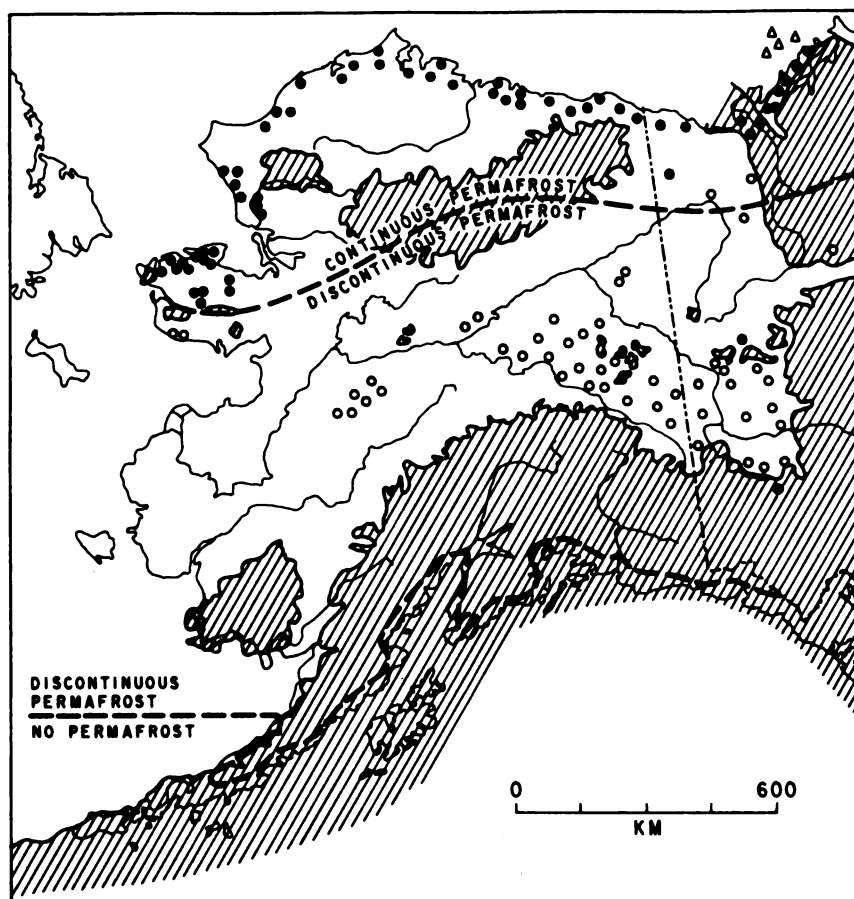 CONTINUOUS PERMAFROST
DISCONTINUOUS PERMAFROST
DISCONTINUOUS
PERMAFROST
NO PERMAFROST
0 600
KM